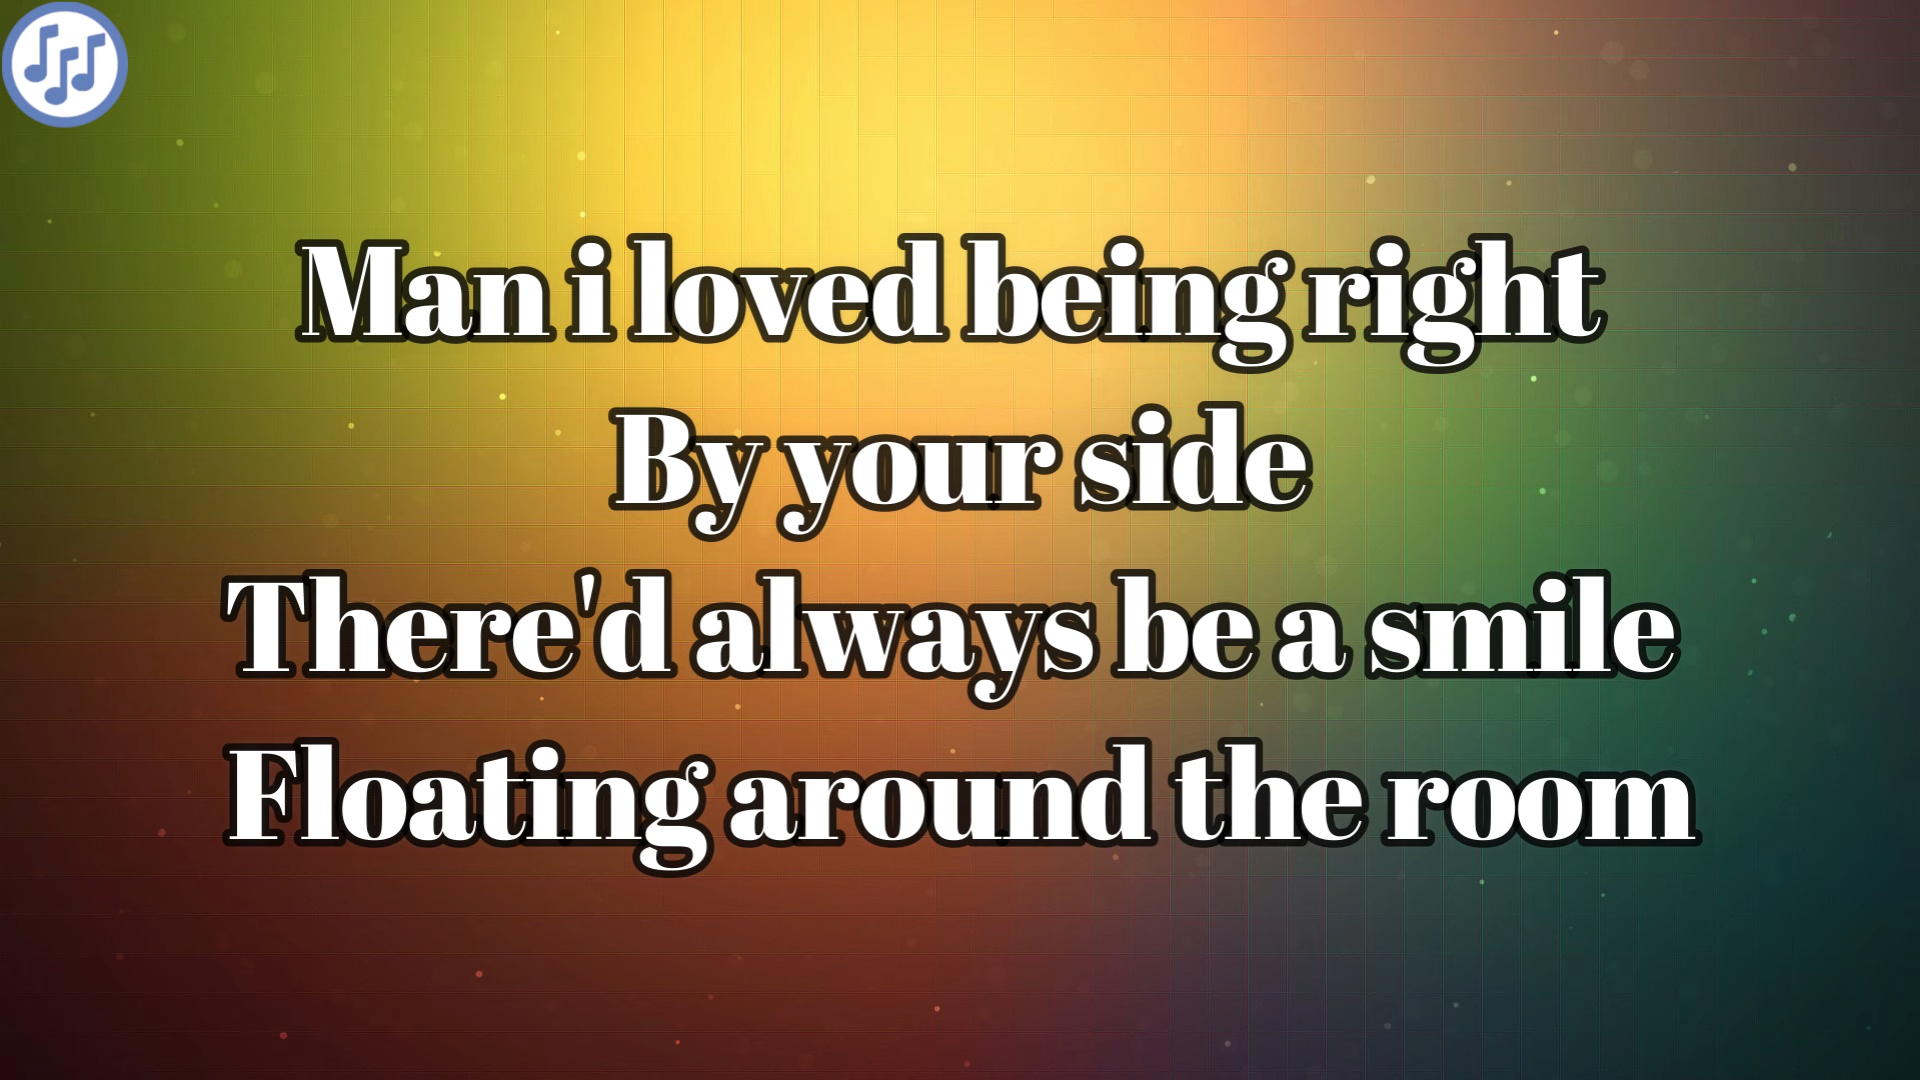 Man i loved being right
By your side
There'd always be a smile
Floating around the room